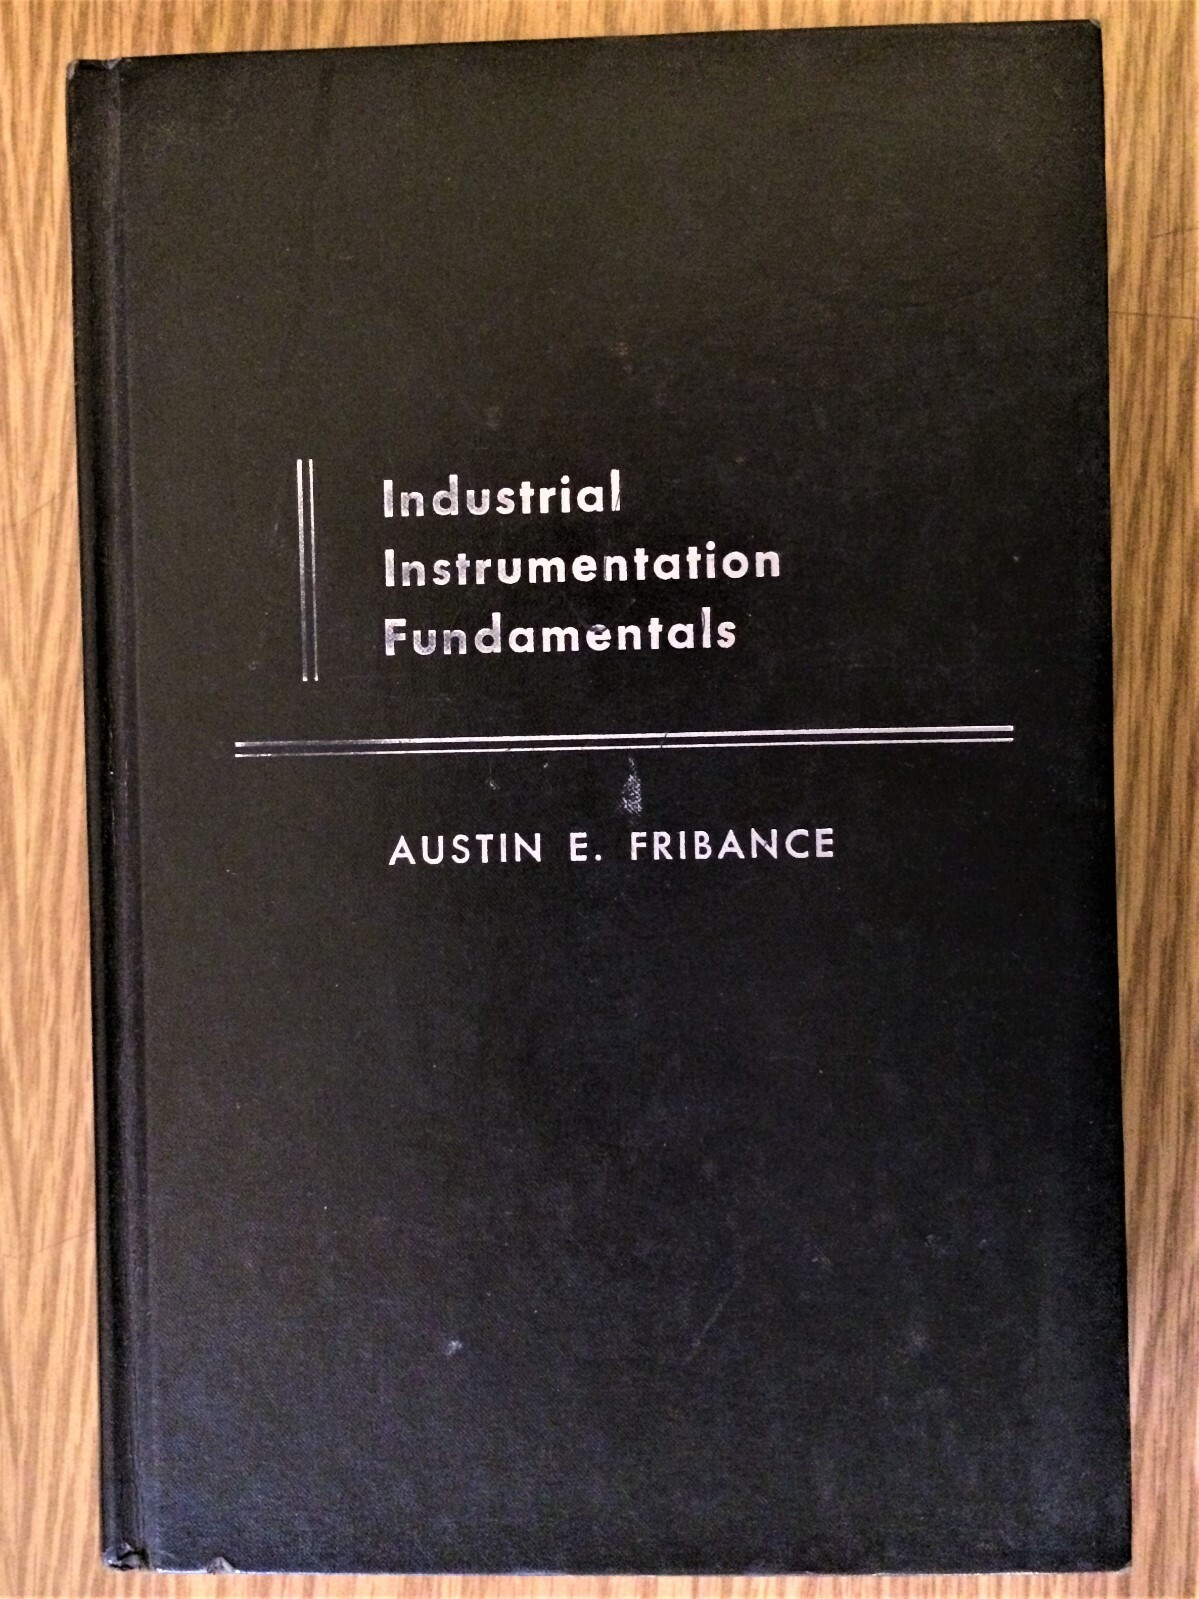 Industrial
Instrumentation
Fundamentals
AUSTIN E. FRIBANCE